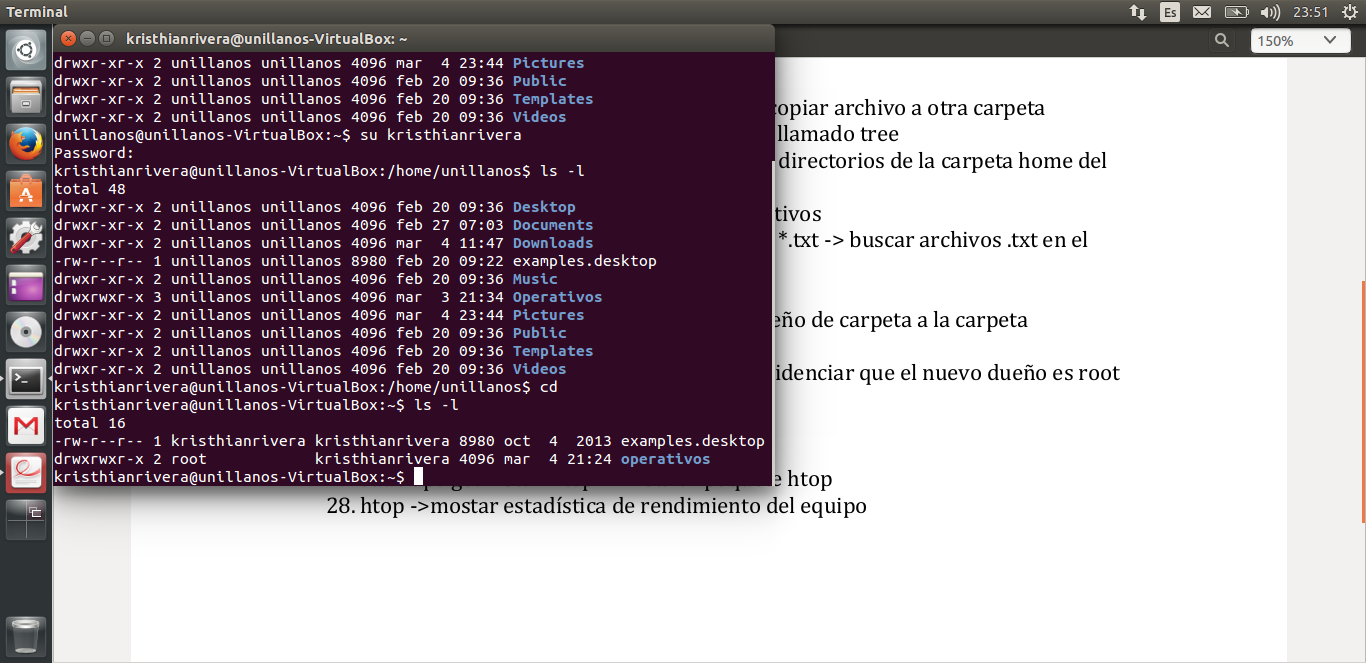 Terminal
Es
23:51
kristhianrivera@unillanos-VirtualBox: ~
150%
drwxr-xr-x 2 unillanos unillanos 4096 mar  4 23:44 Pictures
drwxr-xr-x 2 unillanos unillanos 4096 feb 20 09:36 Public
drwxr-xr-x 2 unillanos unillanos 4096 feb 20 09:36 Templates
drwxr-xr-x 2 unillanos unillanos 4096 feb 20 09:36 Videos
unillanos@unillanos-VirtualBox:~$ su kristhianrivera
Password:
kristhianrivera@unillanos-VirtualBox:/home/unillanos$ ls -l
total 48
drwxr-xr-x 2 unillanos unillanos 4096 feb 20 09:36 Desktop
drwxr-xr-x 2 unillanos unillanos 4096 feb 27 07:03 Documents
drwxr-xr-x 2 unillanos unillanos 4096 mar  4 11:47 Downloads
-rw-r--r-- 1 unillanos unillanos 8980 feb 20 09:22 examples.desktop
drwxr-xr-x 2 unillanos unillanos 4096 feb 20 09:36 Music
drwxrwxr-x 3 unillanos unillanos 4096 mar  3 21:34 Operativos
drwxr-xr-x 2 unillanos unillanos 4096 mar  4 23:44 Pictures
drwxr-xr-x 2 unillanos unillanos 4096 feb 20 09:36 Public
drwxr-xr-x 2 unillanos unillanos 4096 feb 20 09:36 Templates
drwxr-xr-x 2 unillanos unillanos 4096 feb 20 09:36 Videos
kristhianrivera@unillanos-VirtualBox:/home/unillanos$ cd
kristhianrivera@unillanos-VirtualBox:~$ ls -l
total 16
-rw-r--r-- 1 kristhianrivera kristhianrivera 8980 oct  4  2013 examples.desktop
drwxrwxr-x 2 root            kristhianrivera 4096 mar  4 21:24 operativos
kristhianrivera@unillanos-VirtualBox:~$
opiar archivo a otra carpeta
llamado tree
directorios de la carpeta home del
tivos
*.txt -> buscar archivos .txt en el
eño de carpeta a la carpeta
idenciar que el nuevo dueño es root
e htop
28. htop ->mostar estadística de rendimiento del equipo